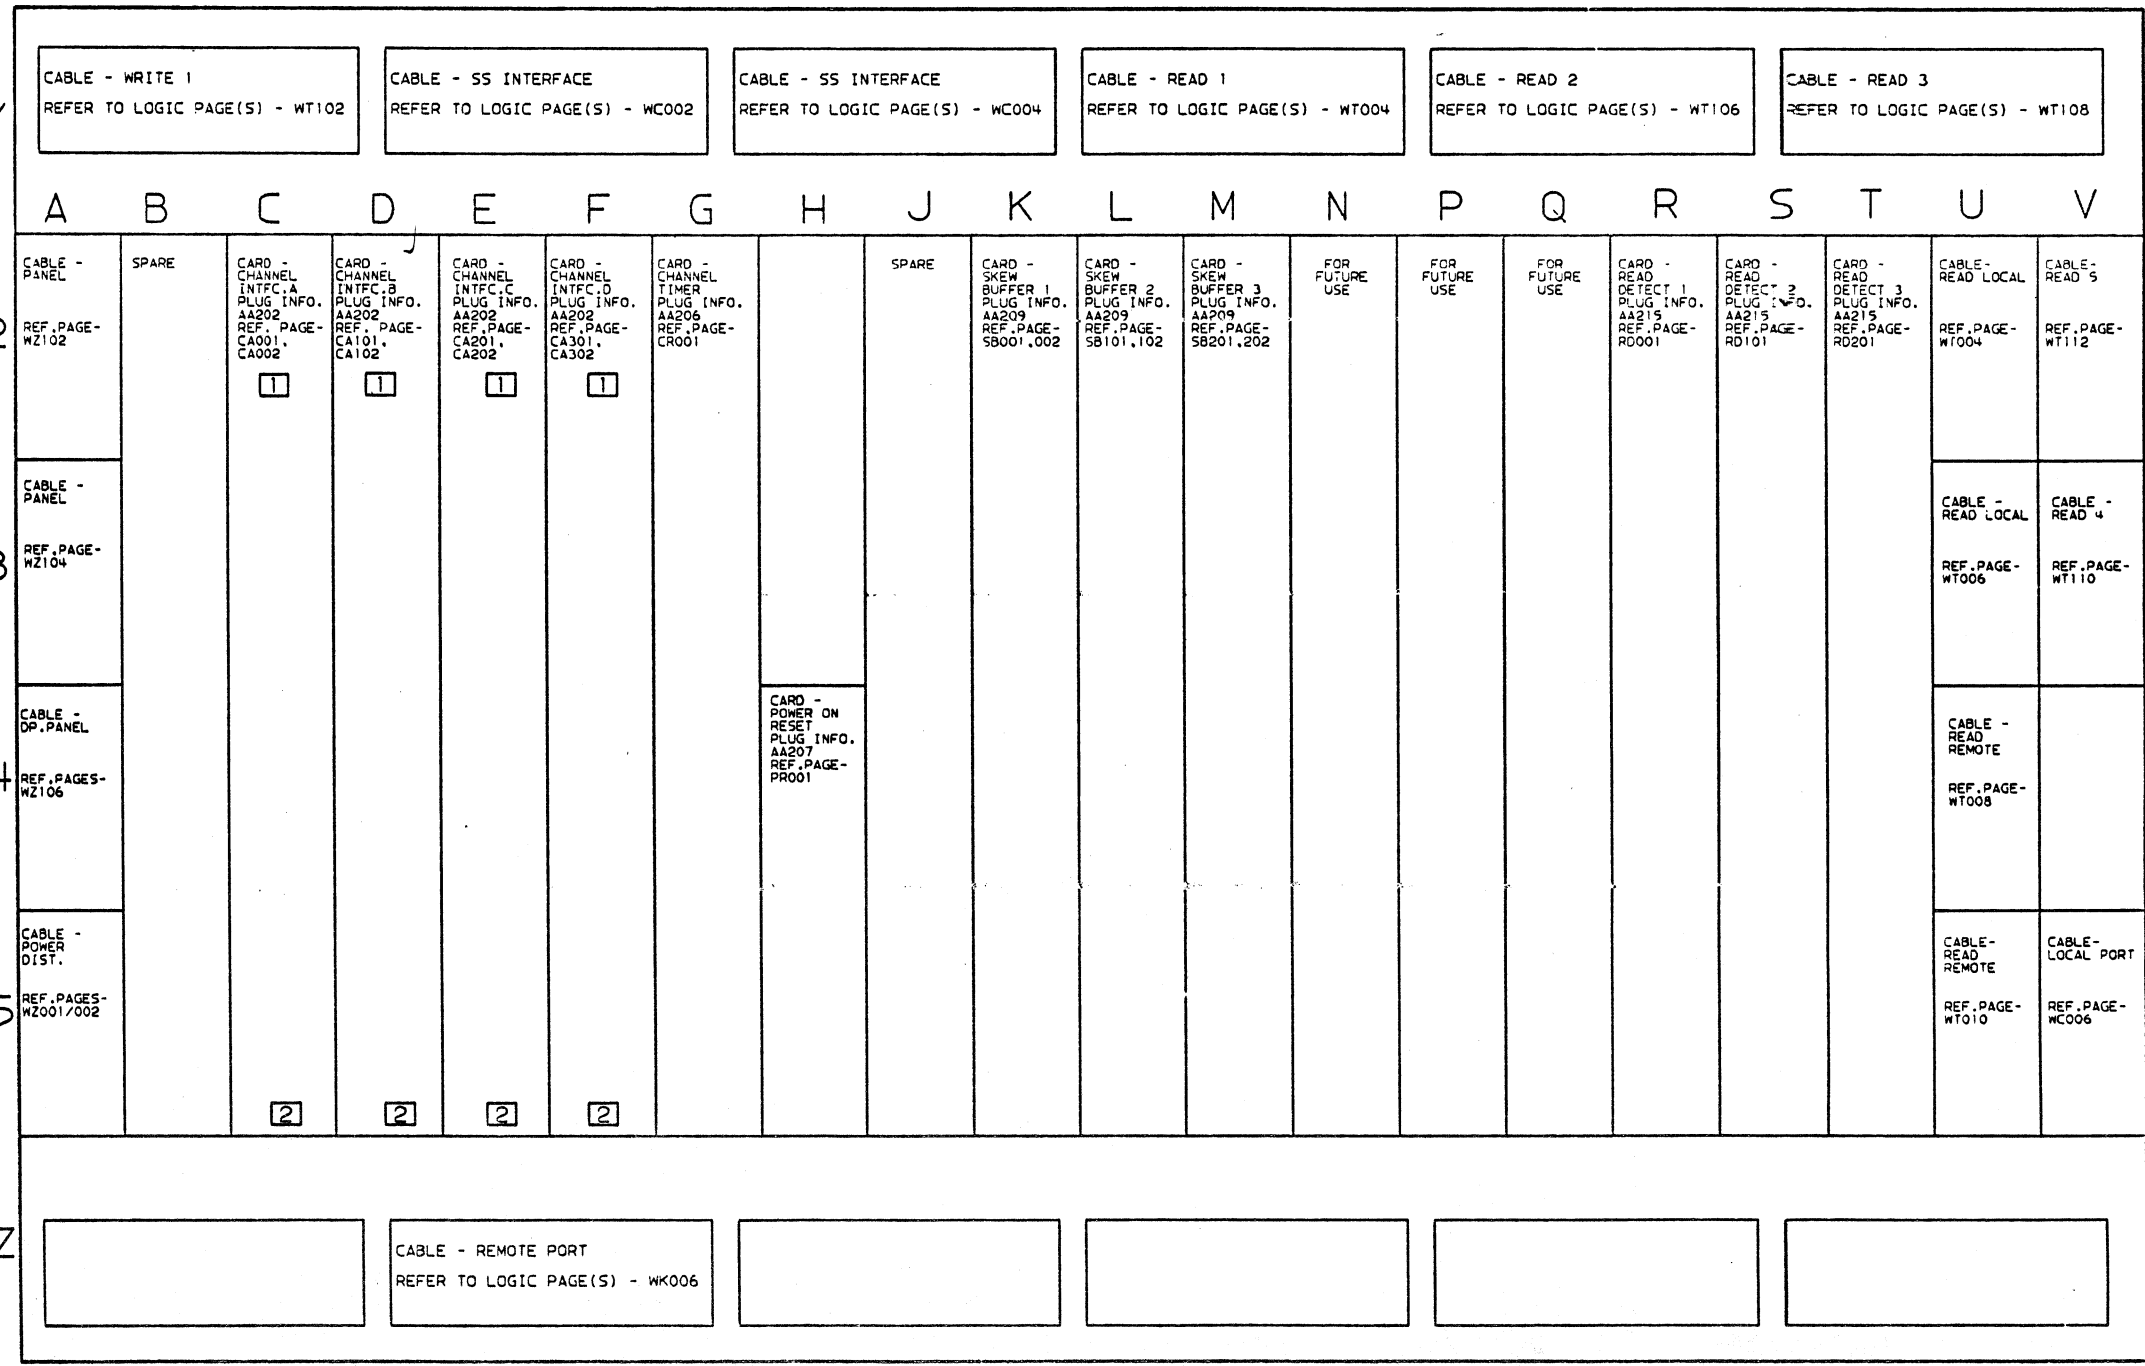 CABLE - WRITE 1
REFER TO LOGIC PAGE(S) - WT102
CABLE - SS INTERFACE
REFER TO LOGIC PAGE(S) - WC002
CABLE - SS INTERFACE
REFER TO LOGIC PAGE(S) - WC004
CABLE - READ 1
REFER TO LOGIC PAGE(S) - WT004
CABLE - READ 2
REFER TO LOGIC PAGE(S) - WT106
CABLE - READ 3
REFER TO LOGIC PAGE(S) - WT108
A B C D E F G H J K L M N P Q R S T U V
CABLE -
PANEL
REF.PAGE-
WZ102
SPARE
CARD -
CHANNEL
INTFC.A
PLUG INFO.
AA202
REF. PAGE-
CA001,
CA002
1
CARD -
CHANNEL
INTFC.B
PLUG INFO.
AA202
REF. PAGE-
CA101,
CA102
1
CARD -
CHANNEL
INTFC.C
PLUG INFO.
AA202
REF.PAGE-
CA201,
CA202
1
CARD -
CHANNEL
INTFC.D
PLUG INFO.
AA202
REF.PAGE-
CA301,
CA302
1
CARD -
CHANNEL
TIMER
PLUG INFO.
AA206
REF.PAGE-
CR001
SPARE
CARD -
SKEW
BUFFER 1
PLUG INFO.
AA209
REF.PAGE-
SB001,002
CARD -
SKEW
BUFFER 2
PLUG INFO.
AA209
REF.PAGE-
SB101,102
CARD -
SKEW
BUFFER 3
PLUG INFO.
AA209
REF.PAGE-
SB201,202
FOR
FUTURE
USE
FOR
FUTURE
USE
FOR
FUTURE
USE
CARD -
READ
DETECT 1
PLUG INFO.
AA215
REF.PAGE-
RD001
CARD -
READ
DETECT 2
PLUG INFO.
AA215
REF.PAGE-
RD101
CARD -
READ
DETECT 3
PLUG INFO.
AA215
REF.PAGE-
RD201
CABLE-
READ LOCAL
REF.PAGE-
WT004
CABLE-
READ 5
REF.PAGE-
WT112
CABLE -
PANEL
REF.PAGE-
WZ104
CABLE -
READ LOCAL
REF.PAGE-
WT006
CABLE -
READ 4
REF.PAGE-
WT110
CABLE -
DP.PANEL
REF.PAGES-
WZ106
CARD -
POWER ON
RESET
PLUG INFO.
AA207
REF.PAGE-
PR001
CABLE -
READ
REMOTE
REF.PAGE-
WT008
CABLE -
POWER
DIST.
REF.PAGES-
WZ001/002
2
2
2
2
CABLE-
READ
REMOTE
REF.PAGE-
WT010
CABLE-
LOCAL PORT
REF.PAGE-
WC006
Z
CABLE - REMOTE PORT
REFER TO LOGIC PAGE(S) - WK006